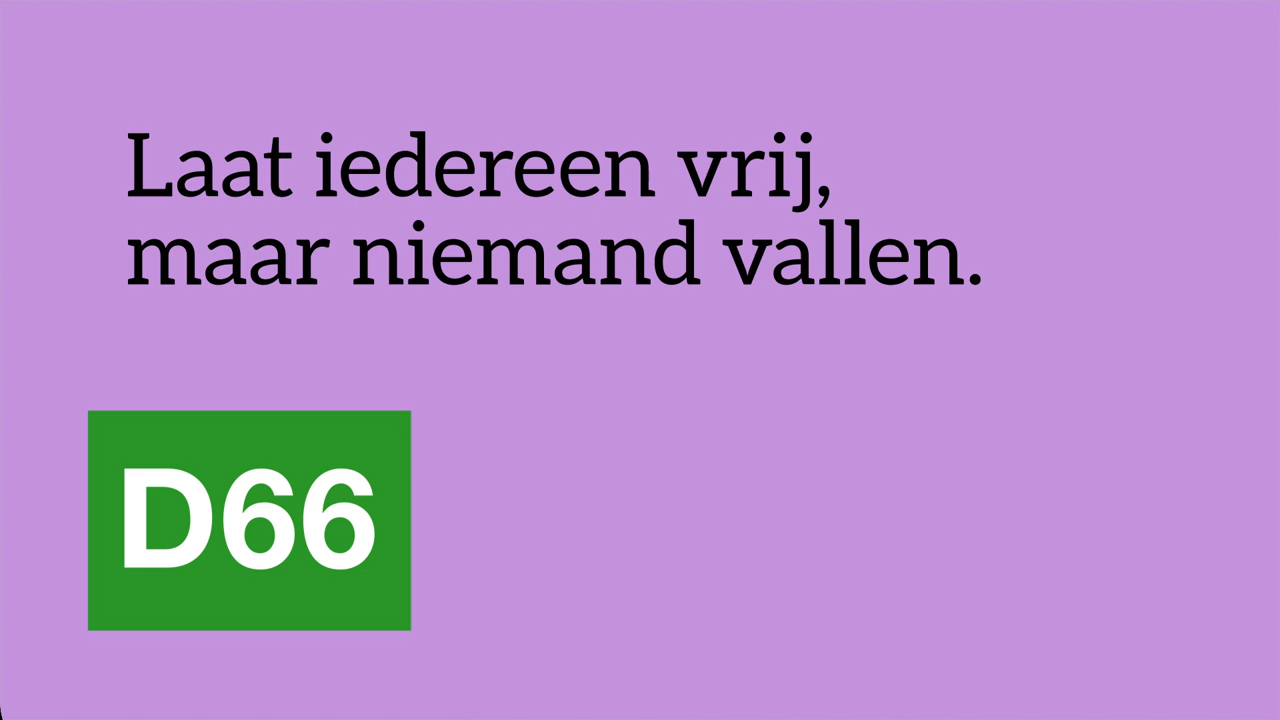 Laat iedereen vrij,
maar niemand vallen.
D66